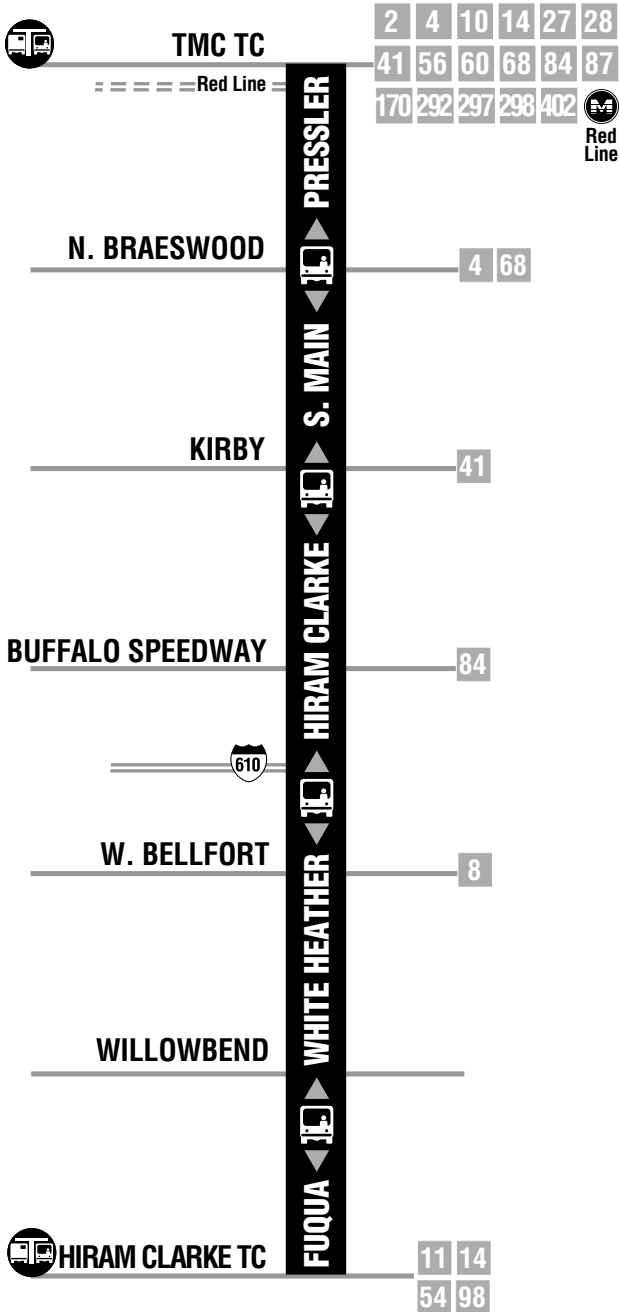 TMC TC
2 4 10 14 27 28
41 56 60 68 84 87
170 292 297 298 402 M
Red
Line
Red Line
PRESSLER
N. BRAESWOOD
4 68
S. MAIN
KIRBY
41
HIRAM CLARKE
BUFFALO SPEEDWAY
84
610
W. BELLFORT
8
WHITE HEATHER
WILLOWBEND
FUQUA
HIRAM CLARKE TC
11 14
54 98